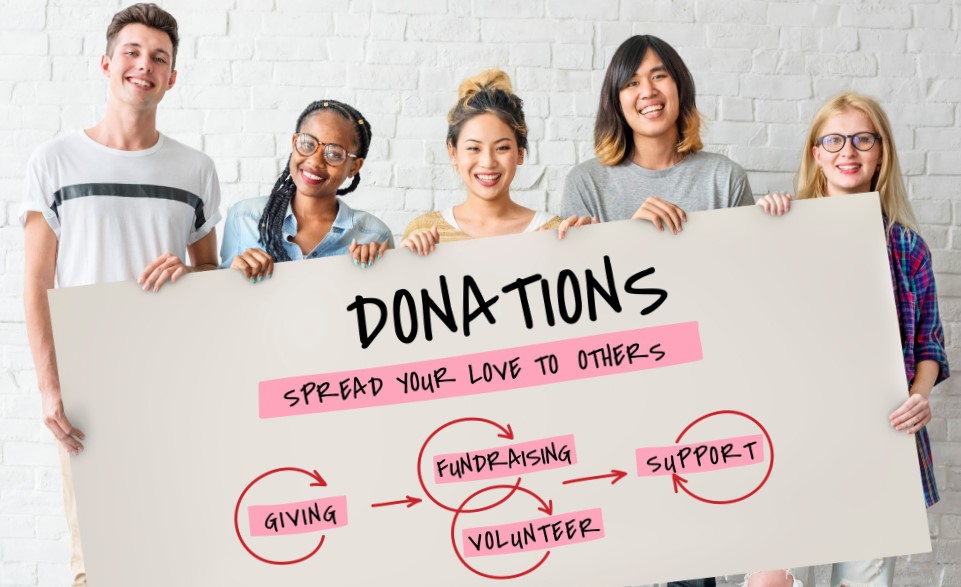 DONATIONS
SPREAD YOUR LOVE TO OTHERS
GIVING
FUNDRAISING
VOLUNTEER
SUPPORT